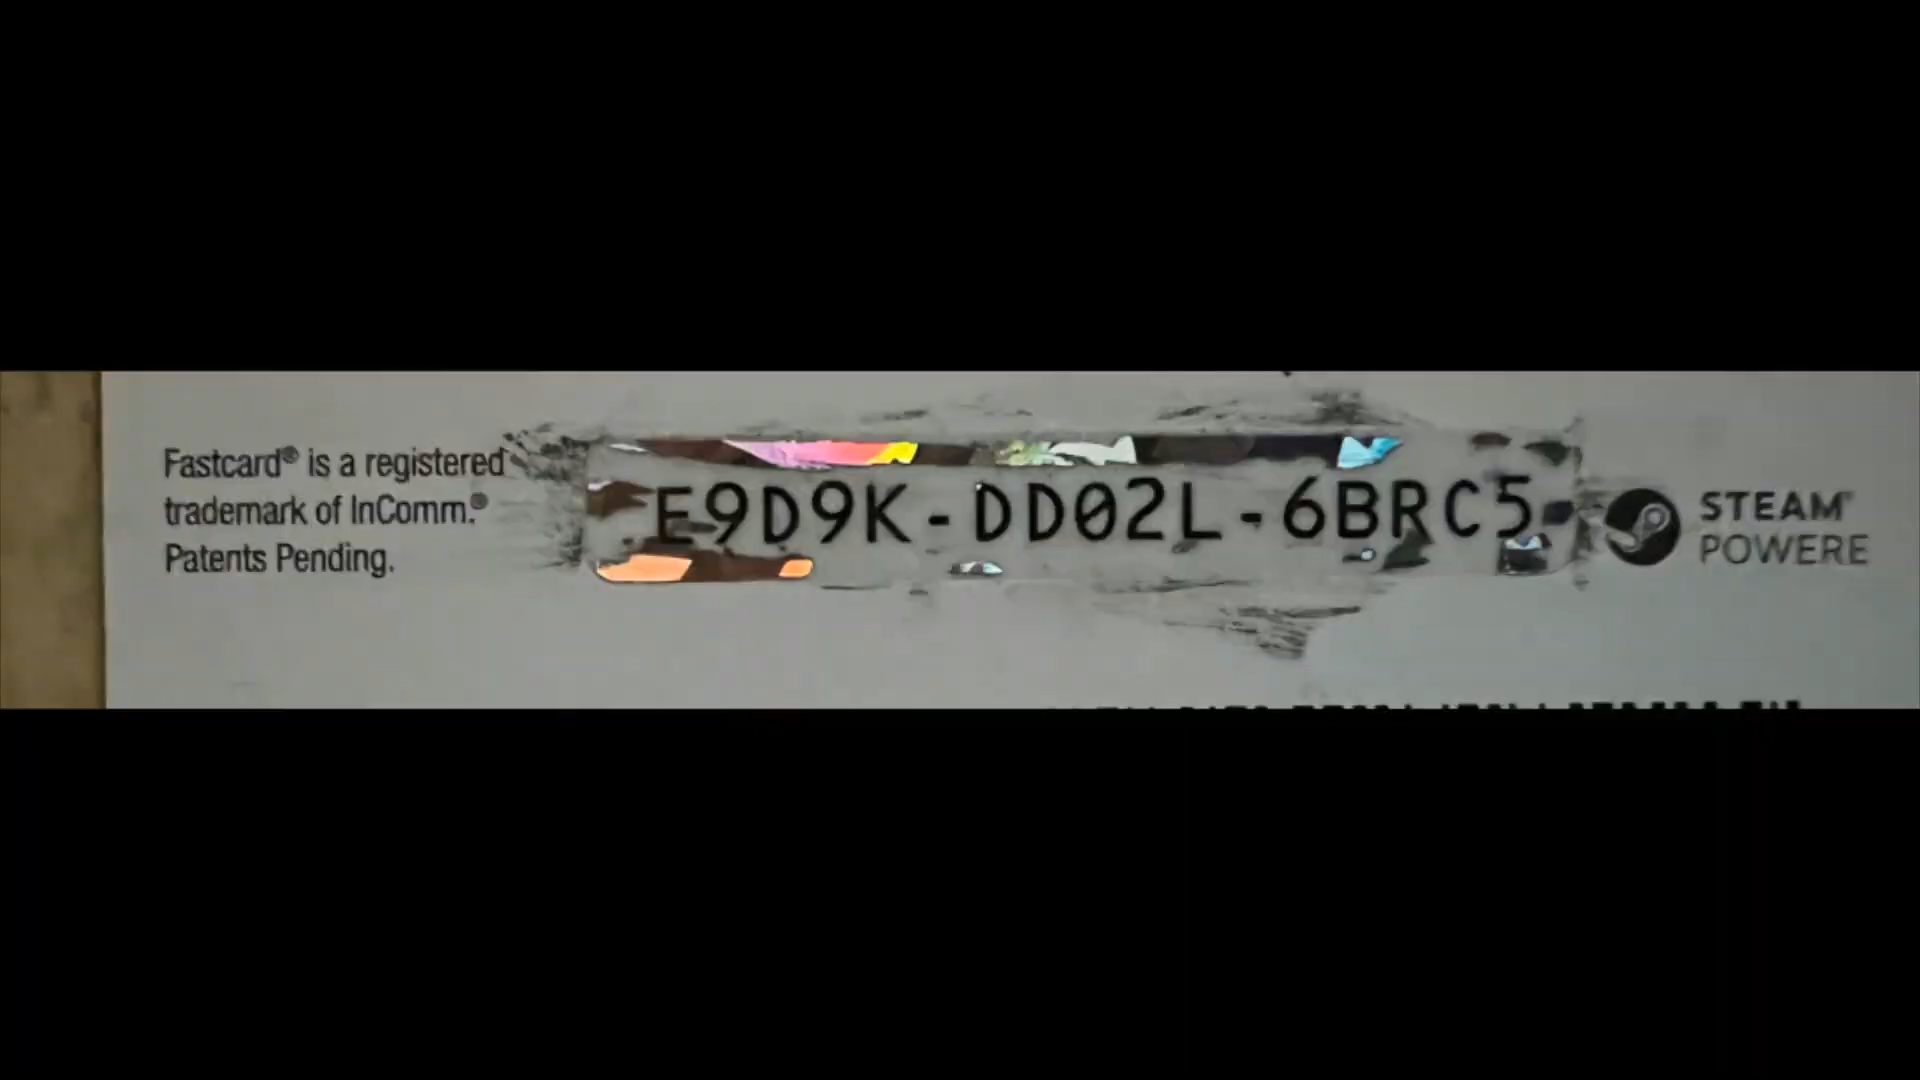 Fastcard® is a registered
trademark of InComm.®
Patents Pending.
E9D9K-DD02L-6BRC5
STEAM
POWERE